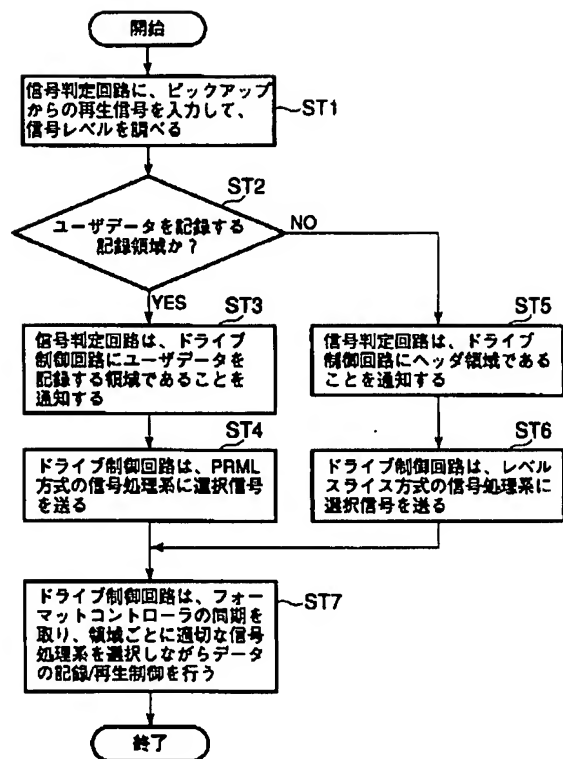 開始
信号判定回路に、ピックアップ
からの再生信号を入力して、
信号レベルを調べる
ST1
ST2
ユーザデータを記録する
記録領域か?
NO
YES
ST3
信号判定回路は、ドライブ
制御回路にユーザデータを
記録する領域であることを
通知する
ST5
信号判定回路は、ドライブ
制御回路にヘッダ領域である
ことを通知する
ST4
ドライブ制御回路は、PRML
方式の信号処理系に選択信号
を送る
ST6
ドライブ制御回路は、レベル
スライス方式の信号処理系に
選択信号を送る
ドライブ制御回路は、フォー
マットコントローラの同期を
取り、領域ごとに適切な信号
処理系を選択しながらデータ
の記録/再生制御を行う
ST7
終了